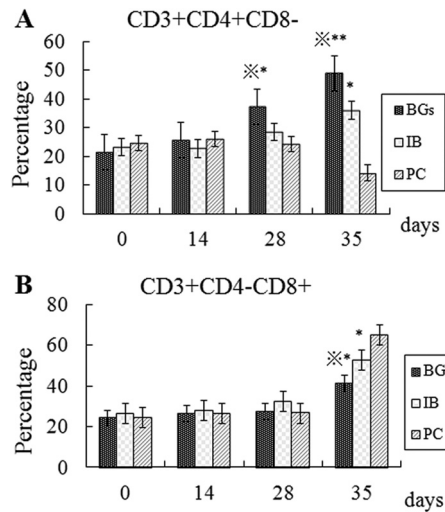 A CD3+CD4+CD8-
Percentage
60
50
40
30
20
10
0
※*
※**
*
BGs
IB
PC
0 14 28 35 days
B CD3+CD4-CD8+
Percentage
80
60
40
20
0
※*
*
BG
IB
PC
0 14 28 35
days